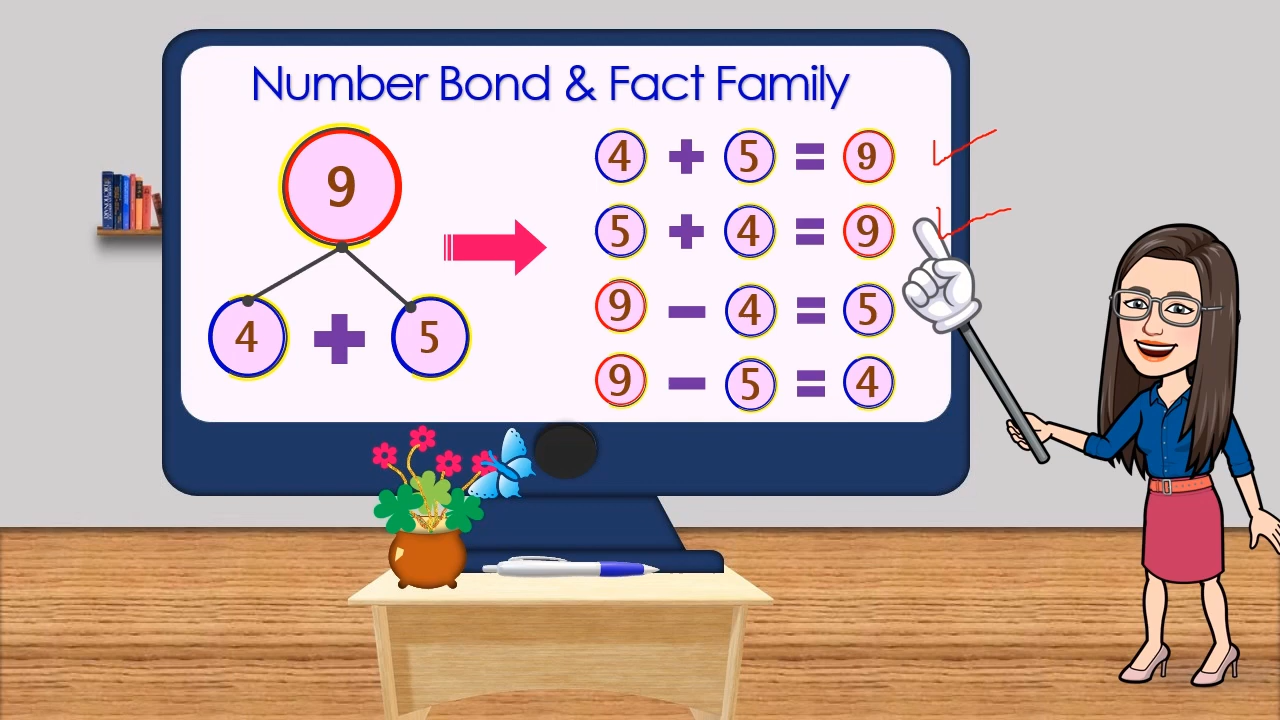 Number Bond & Fact Family
9
4 + 5
4 + 5 = 9
5 + 4 = 9
9 - 4 = 5
9 - 5 = 4